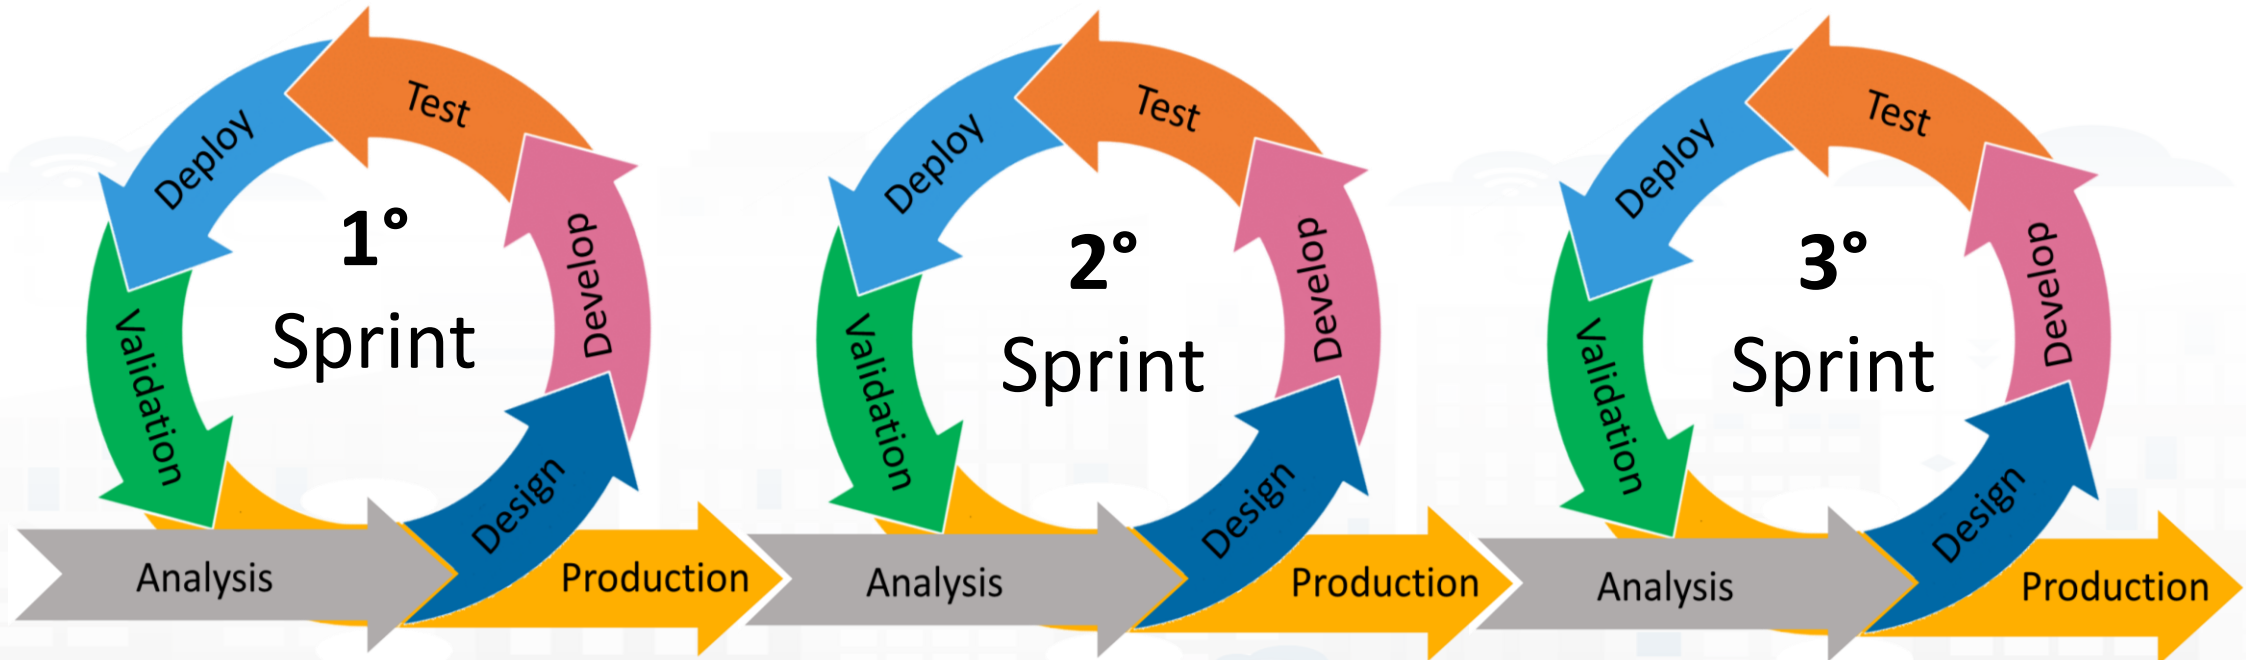 Test
Deploy
1°
Sprint
Develop
Validation
Design
Analysis
Production
Test
Deploy
2°
Sprint
Develop
Validation
Design
Analysis
Production
Test
Deploy
3°
Sprint
Develop
Validation
Design
Analysis
Production